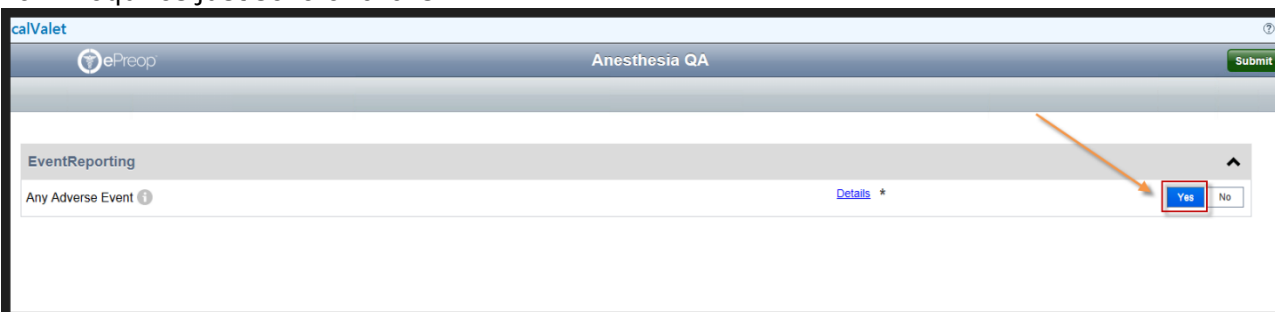 calValet
ePreop
Anesthesia QA
Submit
EventReporting
Any Adverse Event
Details *
Yes
No